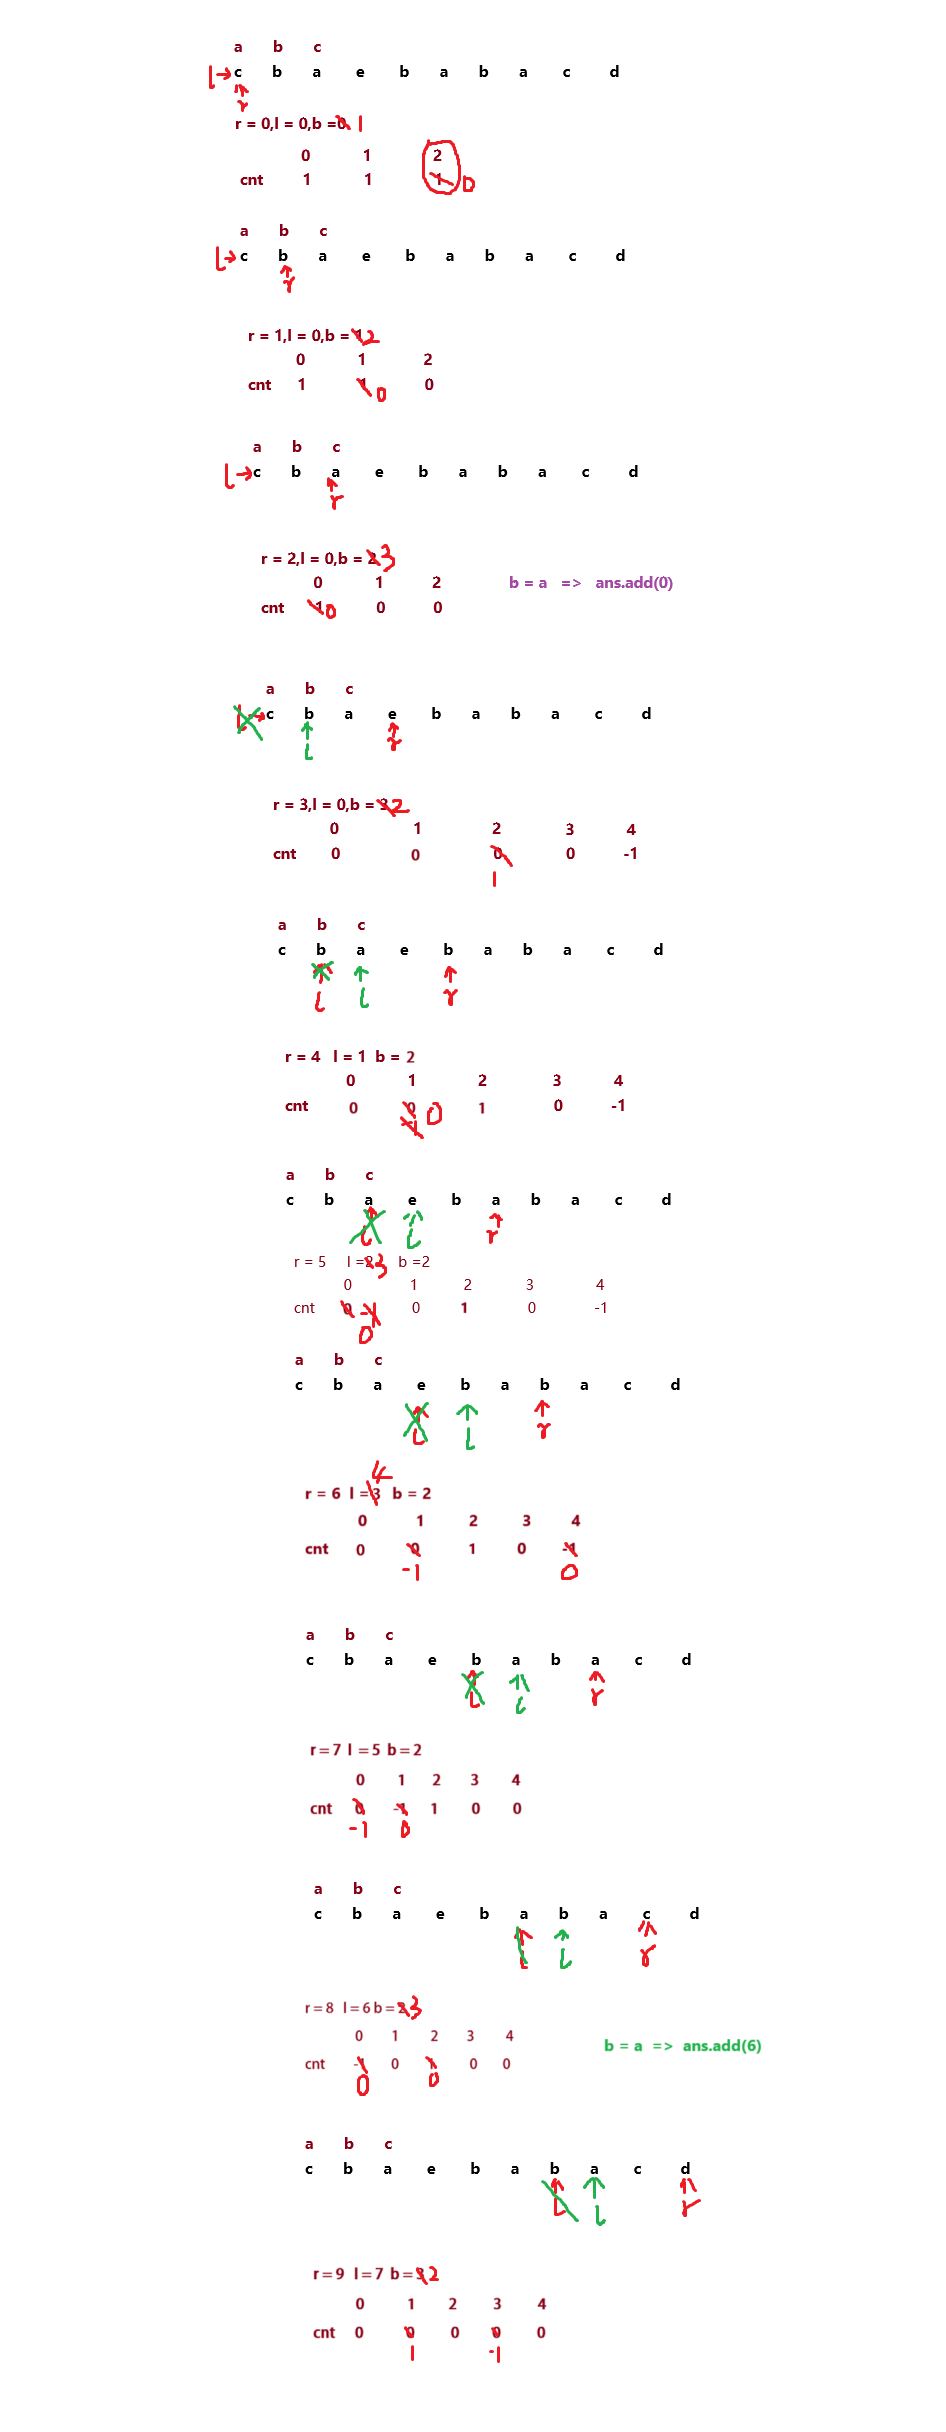 a b c
l → c b a e b a b a c d
r
r = 0,l = 0,b =0 1
0 1 2
cnt 1 1 1 0
a b c
l → c b a e b a b a c d
r
r = 1,l = 0,b = 1 2
0 1 2
cnt 1 1 0 0
a b c
l → c b a e b a b a c d
r
r = 2,l = 0,b = 2 3
0 1 2 b = a => ans.add(0)
cnt 1 0 0 0
a b c
l → c b a e b a b a c d
l r
r = 3,l = 0,b = 3 2
0 1 2 3 4
cnt 0 0 0 0 -1
1
a b c
c b a e b a b a c d
l l r
r = 4 l = 1 b = 2
0 1 2 3 4
cnt 0 0 0 1 0 -1
-1
a b c
c b a e b a b a c d
l l r
r = 5 l =2 3 b =2
0 1 2 3 4
cnt 0 -1 0 1 0 -1
0
a b c
c b a e b a b a c d
l l r
4
r = 6 l = 3 b = 2
0 1 2 3 4
cnt 0 0 1 0 -1
-1 0
a b c
c b a e b a b a c d
l l r
r = 7 l = 5 b = 2
0 1 2 3 4
cnt 0 -1 1 0 0
-1 0
a b c
c b a e b a b a c d
l l r
r = 8 l = 6 b = 2 3
0 1 2 3 4 b = a => ans.add(6)
cnt -1 0 1 0 0
0 0
a b c
c b a e b a b a c d
l l r
r = 9 l = 7 b = 3 2
0 1 2 3 4
cnt 0 0 0 0 0
1 -1